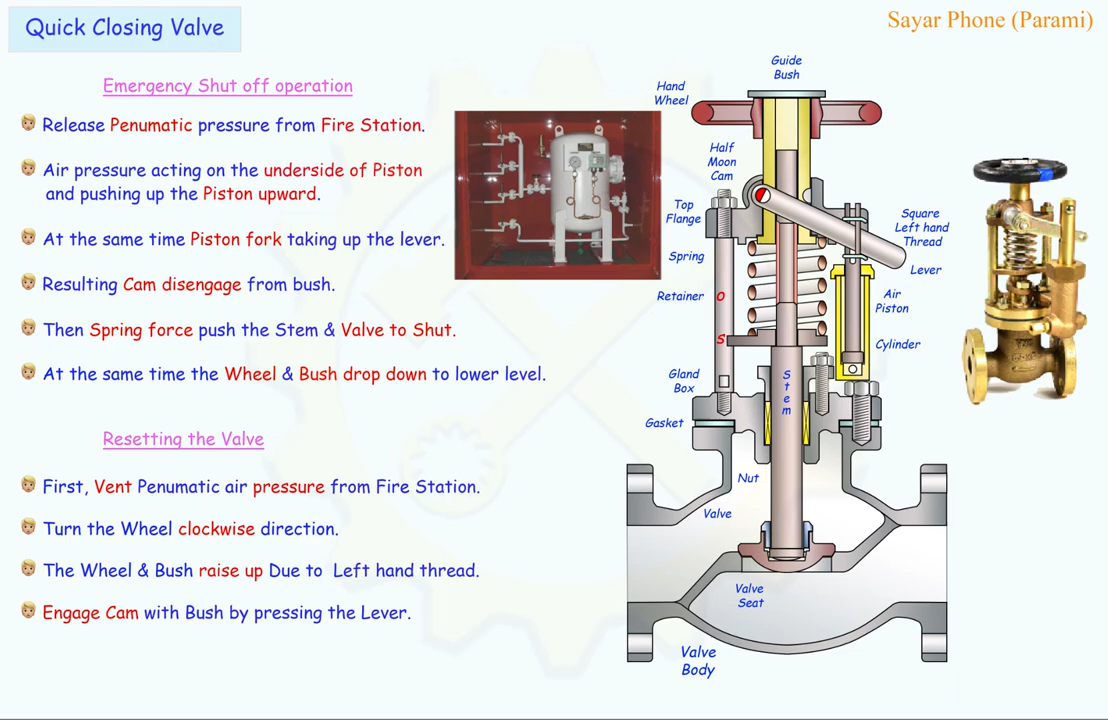 Quick Closing Valve
Sayar Phone (Parami)
Emergency Shut off operation
Release Penumatic pressure from Fire Station.
Air pressure acting on the underside of Piston
and pushing up the Piston upward.
At the same time Piston fork taking up the lever.
Resulting Cam disengage from bush.
Then Spring force push the Stem & Valve to Shut.
At the same time the Wheel & Bush drop down to lower level.
Resetting the Valve
First, Vent Penumatic air pressure from Fire Station.
Turn the Wheel clockwise direction.
The Wheel & Bush raise up Due to Left hand thread.
Engage Cam with Bush by pressing the Lever.
Guide
Bush
Hand
Wheel
Half
Moon
Cam
Top
Flange
Square
Left hand
Thread
Spring
Lever
Retainer
O
Air
Piston
S
Cylinder
Gland
Box
S
t
e
m
Gasket
Nut
Valve
Valve
Seat
Valve
Body